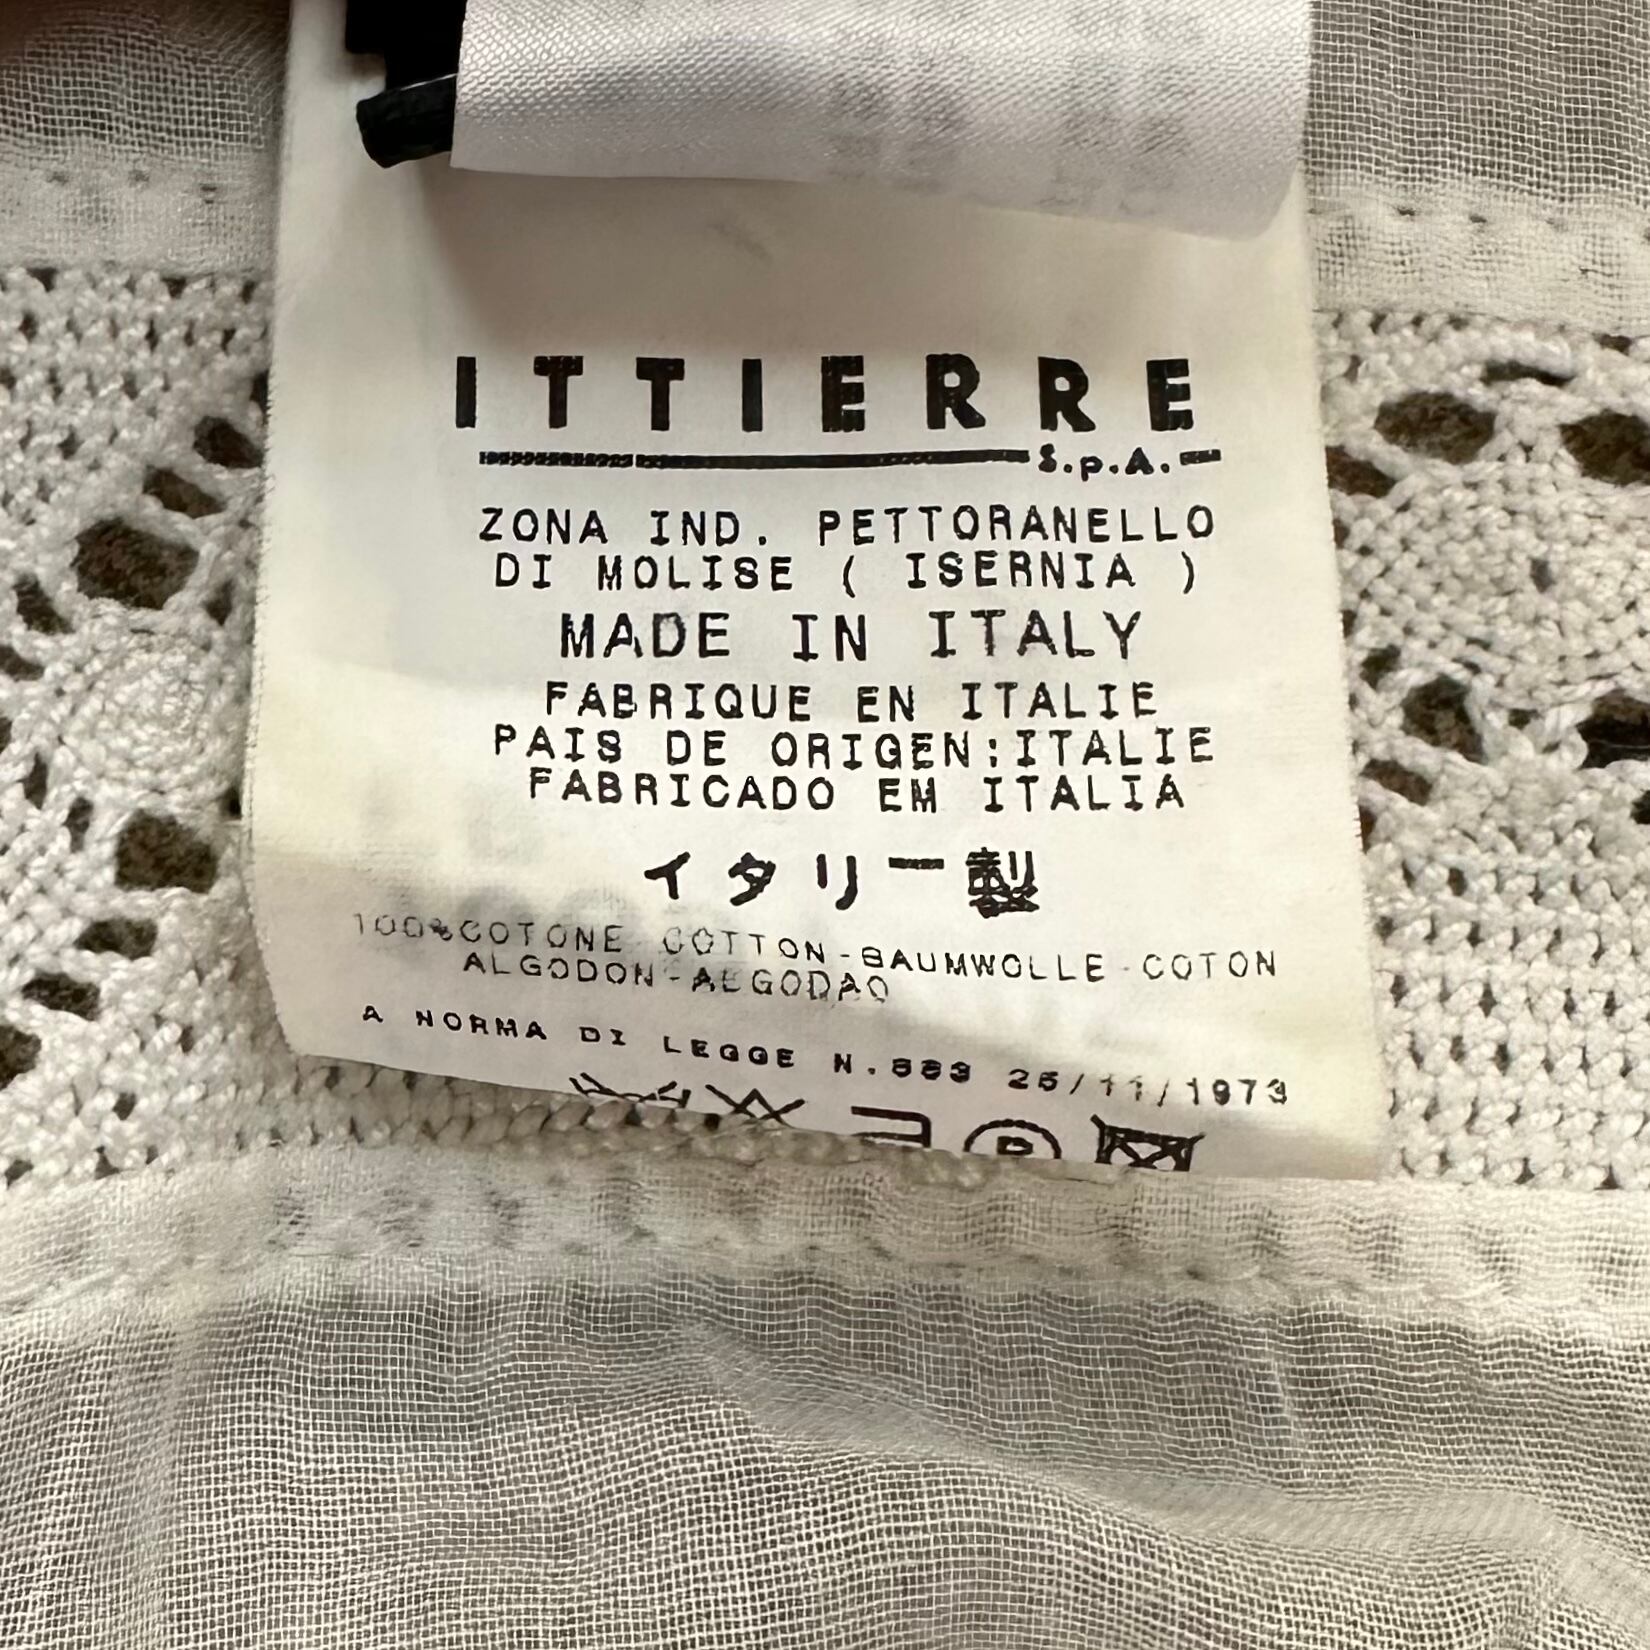 ITTIERRE
S.p.A.
ZONA IND. PETTORANELLO
DI MOLISE ( ISERNIA )
MADE IN ITALY
FABRIQUE EN ITALIE
PAIS DE ORIGEN:ITALIE
FABRICADO EM ITALIA
イタリー製
100%COTONE COTTON-BAUMWOLLE-COTON
ALGODON-ALGODAO
A NORMA DI LEGGE N.883 26/11/1973
P